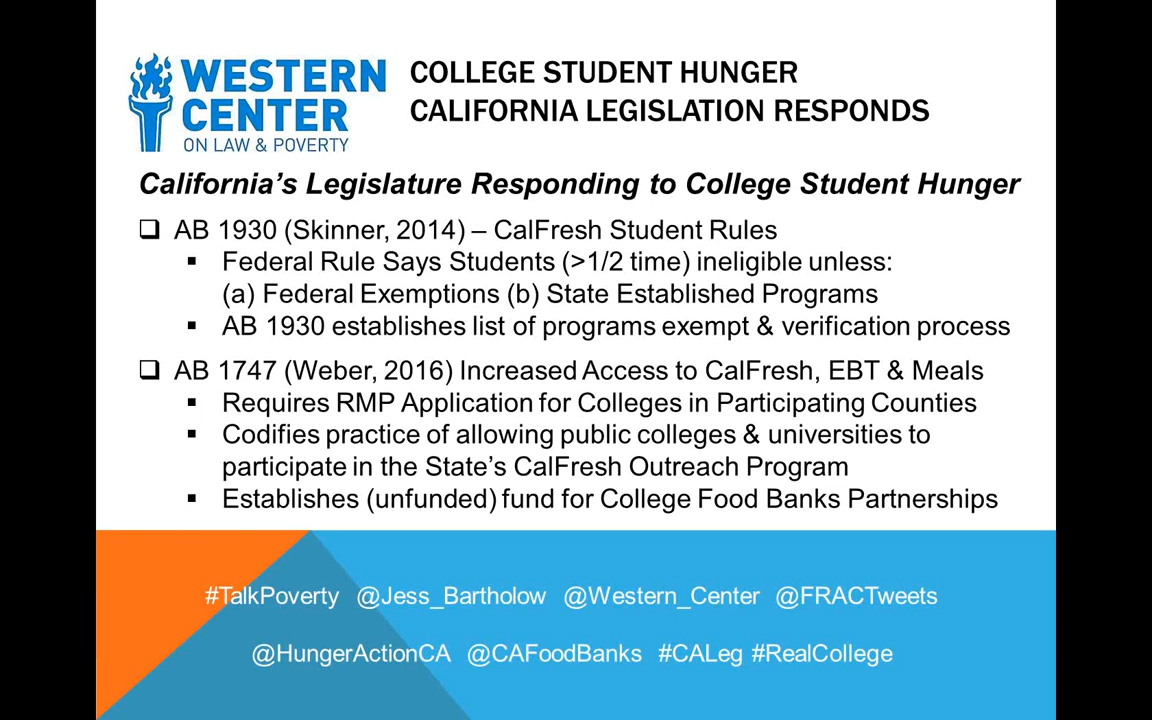 WESTERN
CENTER
ON LAW & POVERTY
COLLEGE STUDENT HUNGER
CALIFORNIA LEGISLATION RESPONDS
California's Legislature Responding to College Student Hunger
❑ AB 1930 (Skinner, 2014) – CalFresh Student Rules
▪ Federal Rule Says Students (>1/2 time) ineligible unless:
(a) Federal Exemptions (b) State Established Programs
▪ AB 1930 establishes list of programs exempt & verification process
❑ AB 1747 (Weber, 2016) Increased Access to CalFresh, EBT & Meals
▪ Requires RMP Application for Colleges in Participating Counties
▪ Codifies practice of allowing public colleges & universities to
participate in the State's CalFresh Outreach Program
▪ Establishes (unfunded) fund for College Food Banks Partnerships
#TalkPoverty @Jess_Bartholow @Western_Center @FRACTweets
@HungerActionCA @CAFoodBanks #CALeg #RealCollege